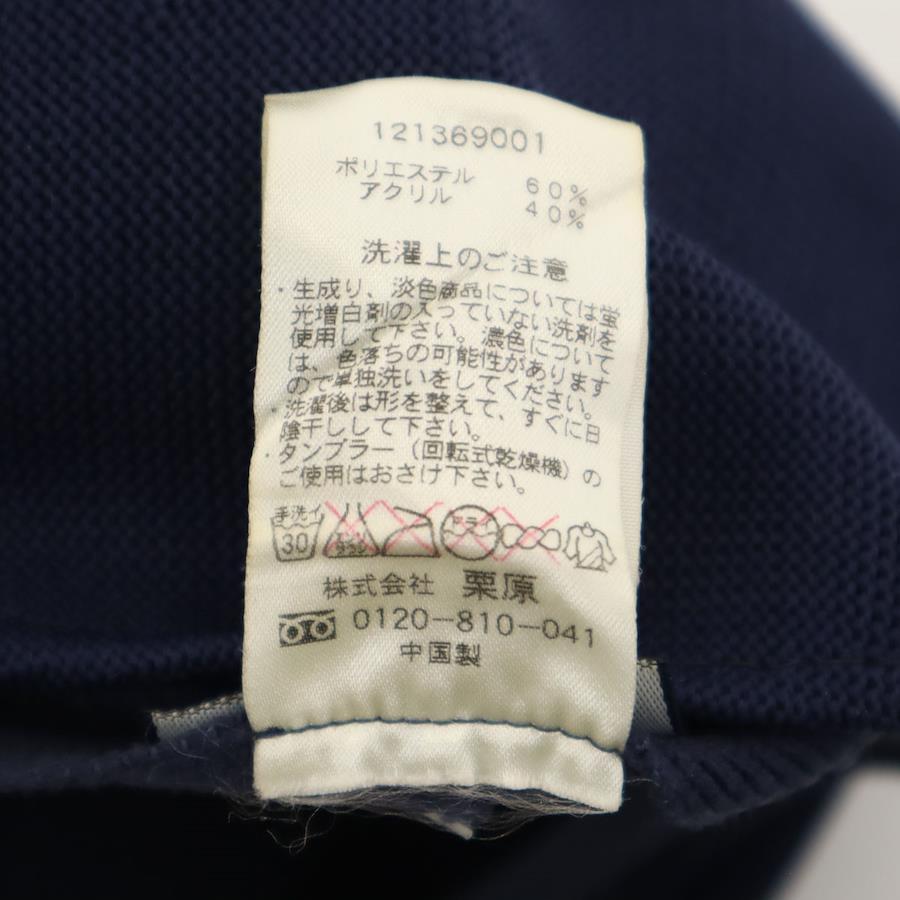 121369001
ポリエステル 60%
アクリル 40%
洗濯上のご注意
・生成り、淡色商品については蛍
光増白剤の入っていない洗剤を
使用して下さい。濃色について
は、色落ちの可能性があります
ので単独洗いをしてください。
・洗濯後は形を整えて、すぐに日
陰干しして下さい。
・タンブラー（回転式乾燥機）の
ご使用はおさけ下さい。
手洗イ
30
エンソ
サラシ
ドライ
株式会社 栗原
0120-810-041
中国製